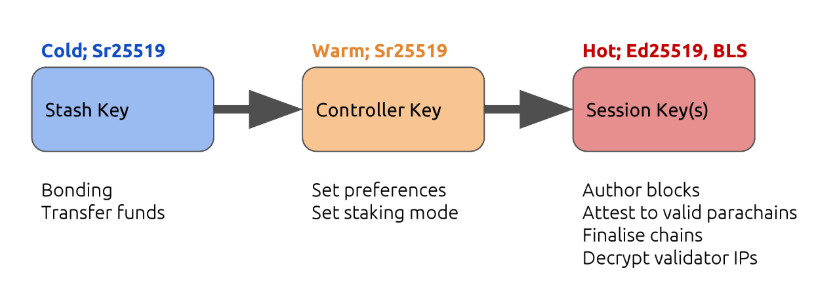 Cold; Sr25519
Stash Key
Bonding
Transfer funds
Warm; Sr25519
Controller Key
Set preferences
Set staking mode
Hot; Ed25519, BLS
Session Key(s)
Author blocks
Attest to valid parachains
Finalise chains
Decrypt validator IPs